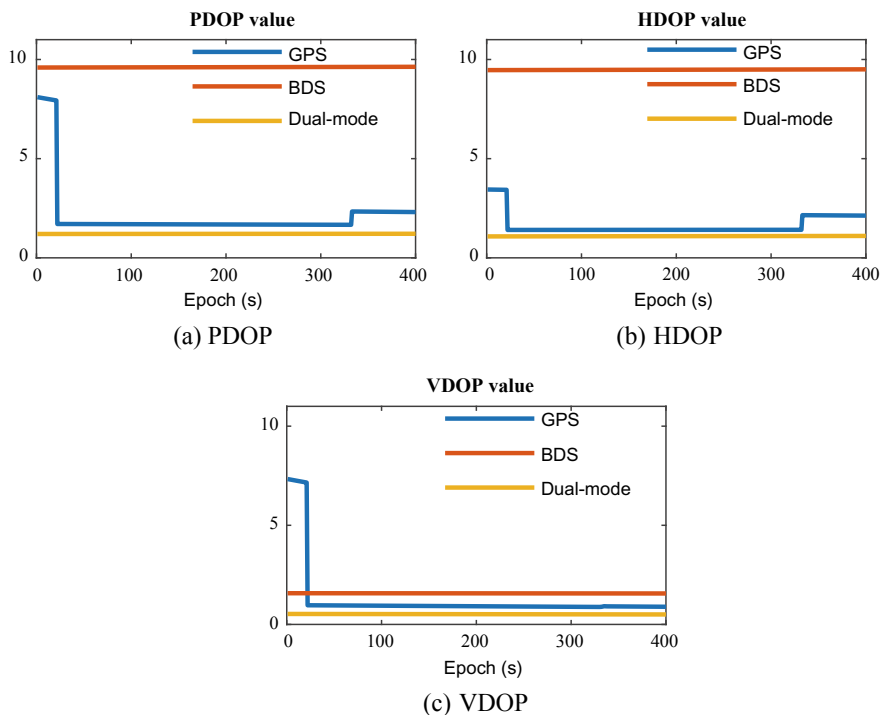 PDOP value
10
5
0
GPS
BDS
Dual-mode
0 100 200 300 400
Epoch (s)
(a) PDOP
HDOP value
10
5
0
GPS
BDS
Dual-mode
0 100 200 300 400
Epoch (s)
(b) HDOP
VDOP value
10
5
0
GPS
BDS
Dual-mode
0 100 200 300 400
Epoch (s)
(c) VDOP